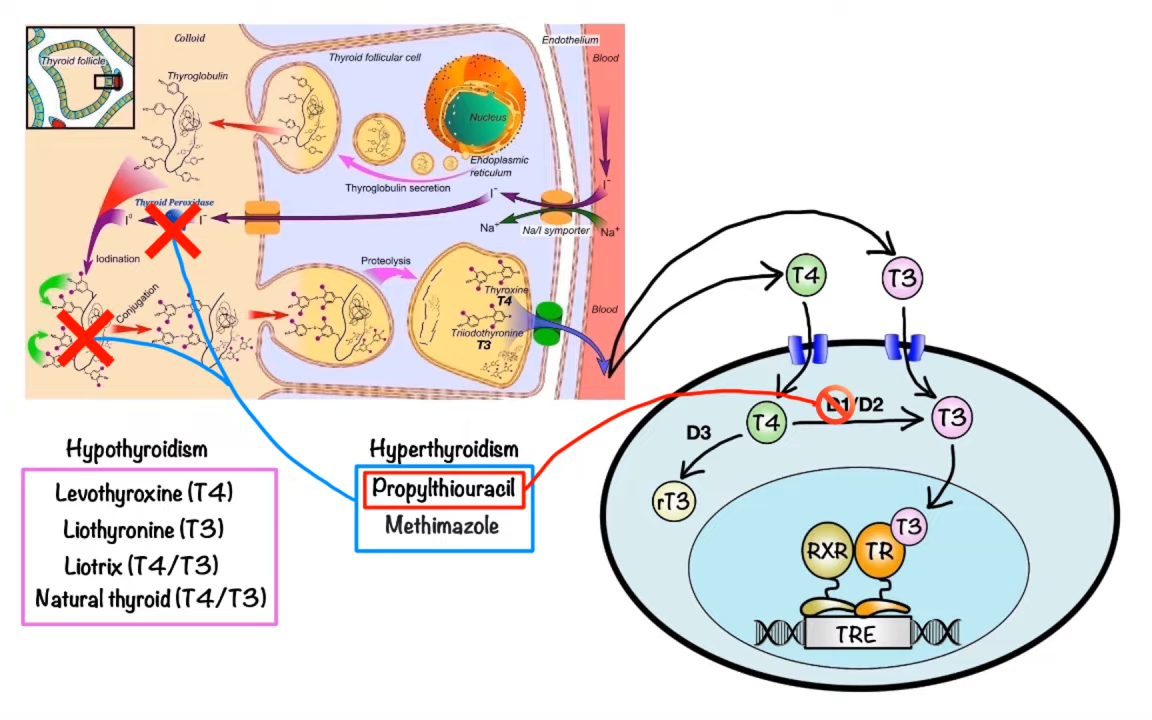 Colloid
Thyroid follicle
Thyroglobulin
Thyroid follicular cell
Endothelium
Blood
Nucleus
Ehdoplasmic
reticulum
Thyroglobulin secretion
Thyroid Peroxidase
I⁰
I⁻
I⁻
I⁻
Na⁺
Na/I symporter
Na⁺
Iodination
Conjugation
Proteolysis
Thyroxine
T4
Triiodothyronine
T3
Blood
T4
T3
T4
D1/D2
T3
D3
rT3
T3
RXR
TR
TRE
Hypothyroidism
Levothyroxine (T4)
Liothyronine (T3)
Liotrix (T4/T3)
Natural thyroid (T4/T3)
Hyperthyroidism
Propylthiouracil
Methimazole